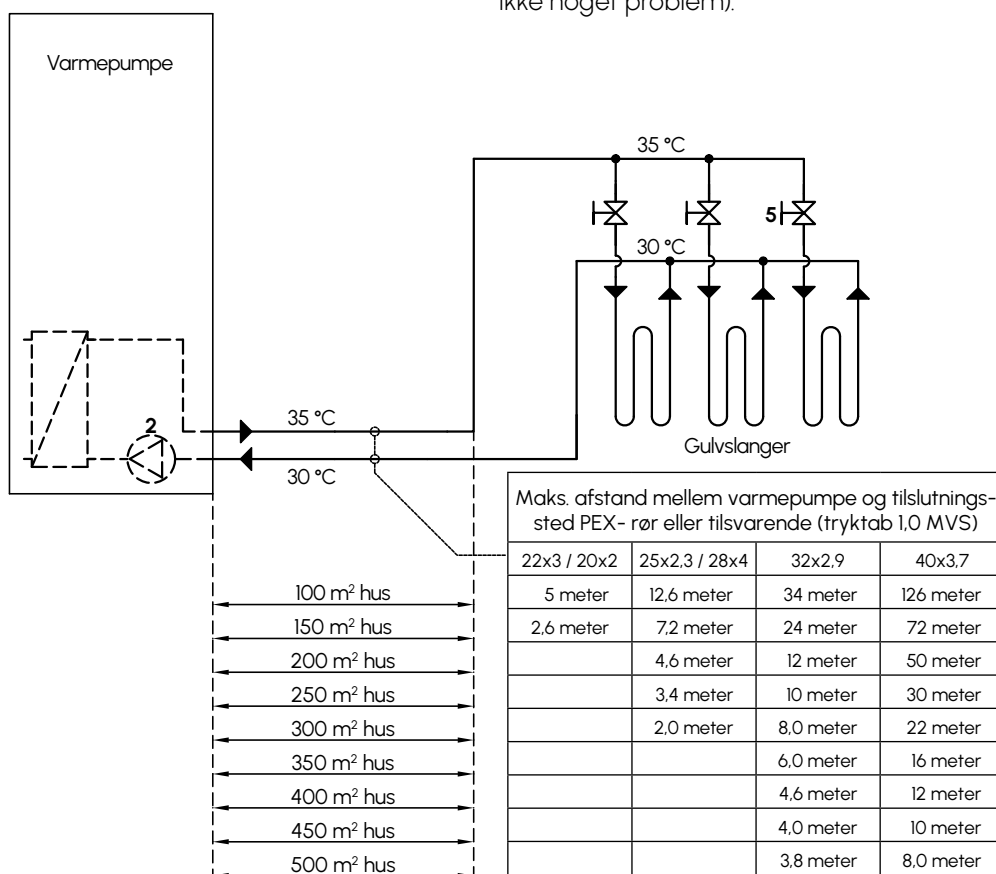 ikke noget problem).
Varmepumpe
35 °C
5
30 °C
2
35 °C
30 °C
Gulvslanger
Maks. afstand mellem varmepumpe og tilslutnings-
sted PEX- rør eller tilsvarende (tryktab 1,0 MVS)
22x3 / 20x2 25x2,3 / 28x4 32x2,9 40x3,7
100 m² hus 5 meter 12,6 meter 34 meter 126 meter
150 m² hus 2,6 meter 7,2 meter 24 meter 72 meter
200 m² hus 4,6 meter 12 meter 50 meter
250 m² hus 3,4 meter 10 meter 30 meter
300 m² hus 2,0 meter 8,0 meter 22 meter
350 m² hus 6,0 meter 16 meter
400 m² hus 4,6 meter 12 meter
450 m² hus 4,0 meter 10 meter
500 m² hus 3,8 meter 8,0 meter